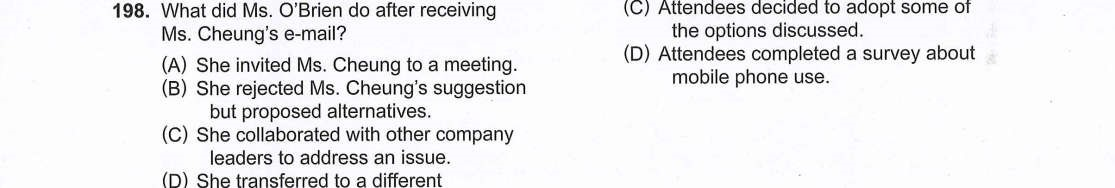 198. What did Ms. O'Brien do after receiving
Ms. Cheung's e-mail?
(A) She invited Ms. Cheung to a meeting.
(B) She rejected Ms. Cheung's suggestion
but proposed alternatives.
(C) She collaborated with other company
leaders to address an issue.
(D) She transferred to a different
(C) Attendees decided to adopt some of
the options discussed.
(D) Attendees completed a survey about
mobile phone use.